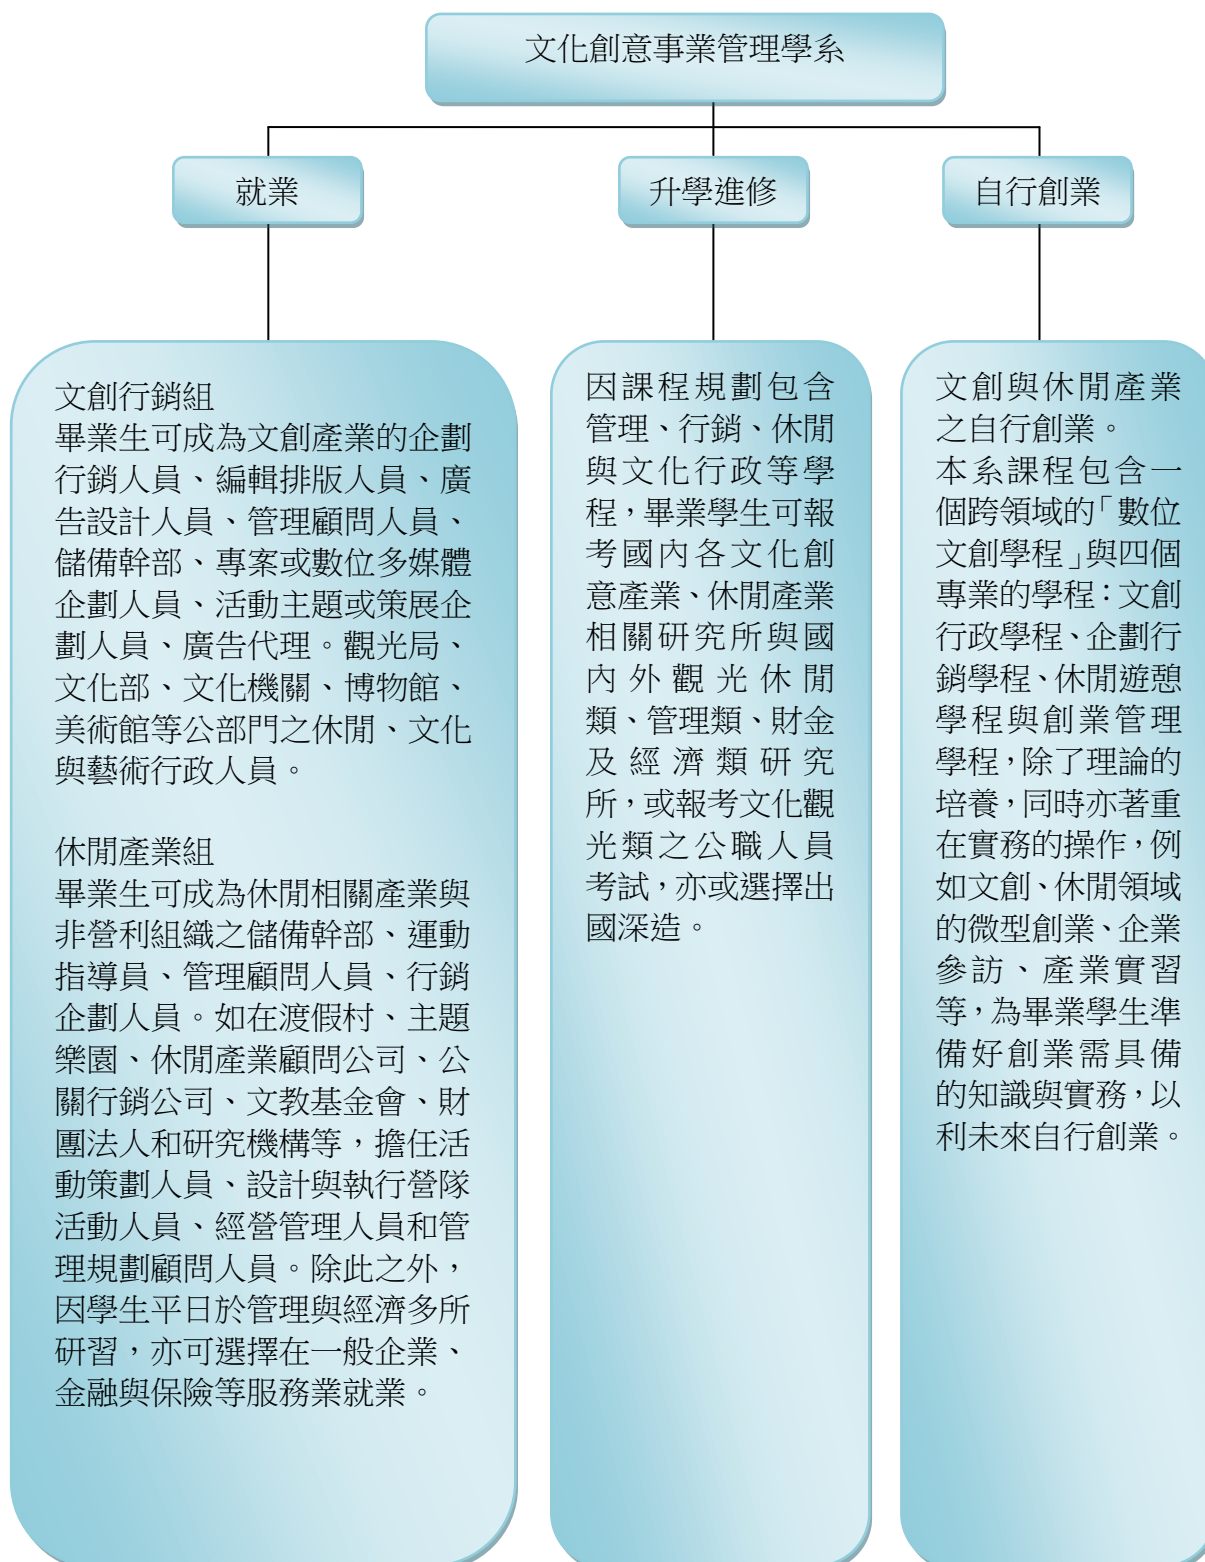 文化創意事業管理學系
就業
升學進修
自行創業
文創行銷組
畢業生可成為文創產業的企劃
行銷人員、編輯排版人員、廣
告設計人員、管理顧問人員、
儲備幹部、專案或數位多媒體
企劃人員、活動主題或策展企
劃人員、廣告代理。觀光局、
文化部、文化機關、博物館、
美術館等公部門之休閒、文化
與藝術行政人員。
休閒產業組
畢業生可成為休閒相關產業與
非營利組織之儲備幹部、運動
指導員、管理顧問人員、行銷
企劃人員。如在渡假村、主題
樂園、休閒產業顧問公司、公
關行銷公司、文教基金會、財
團法人和研究機構等，擔任活
動策劃人員、設計與執行營隊
活動人員、經營管理人員和管
理規劃顧問人員。除此之外，
因學生平日於管理與經濟多所
研習，亦可選擇在一般企業、
金融與保險等服務業就業。
因課程規劃包含
管理、行銷、休閒
與文化行政等學
程，畢業學生可報
考國內各文化創
意產業、休閒產業
相關研究所與國
內外觀光休閒
類、管理類、財金
及經濟類研究
所，或報考文化觀
光類之公職人員
考試，亦或選擇出
國深造。
文創與休閒產業
之自行創業。
本系課程包含一
個跨領域的「數位
文創學程」與四個
專業的學程：文創
行政學程、企劃行
銷學程、休閒遊憩
學程與創業管理
學程，除了理論的
培養，同時亦著重
在實務的操作，例
如文創、休閒領域
的微型創業、企業
參訪、產業實習
等，為畢業學生準
備好創業需具備
的知識與實務，以
利未來自行創業。